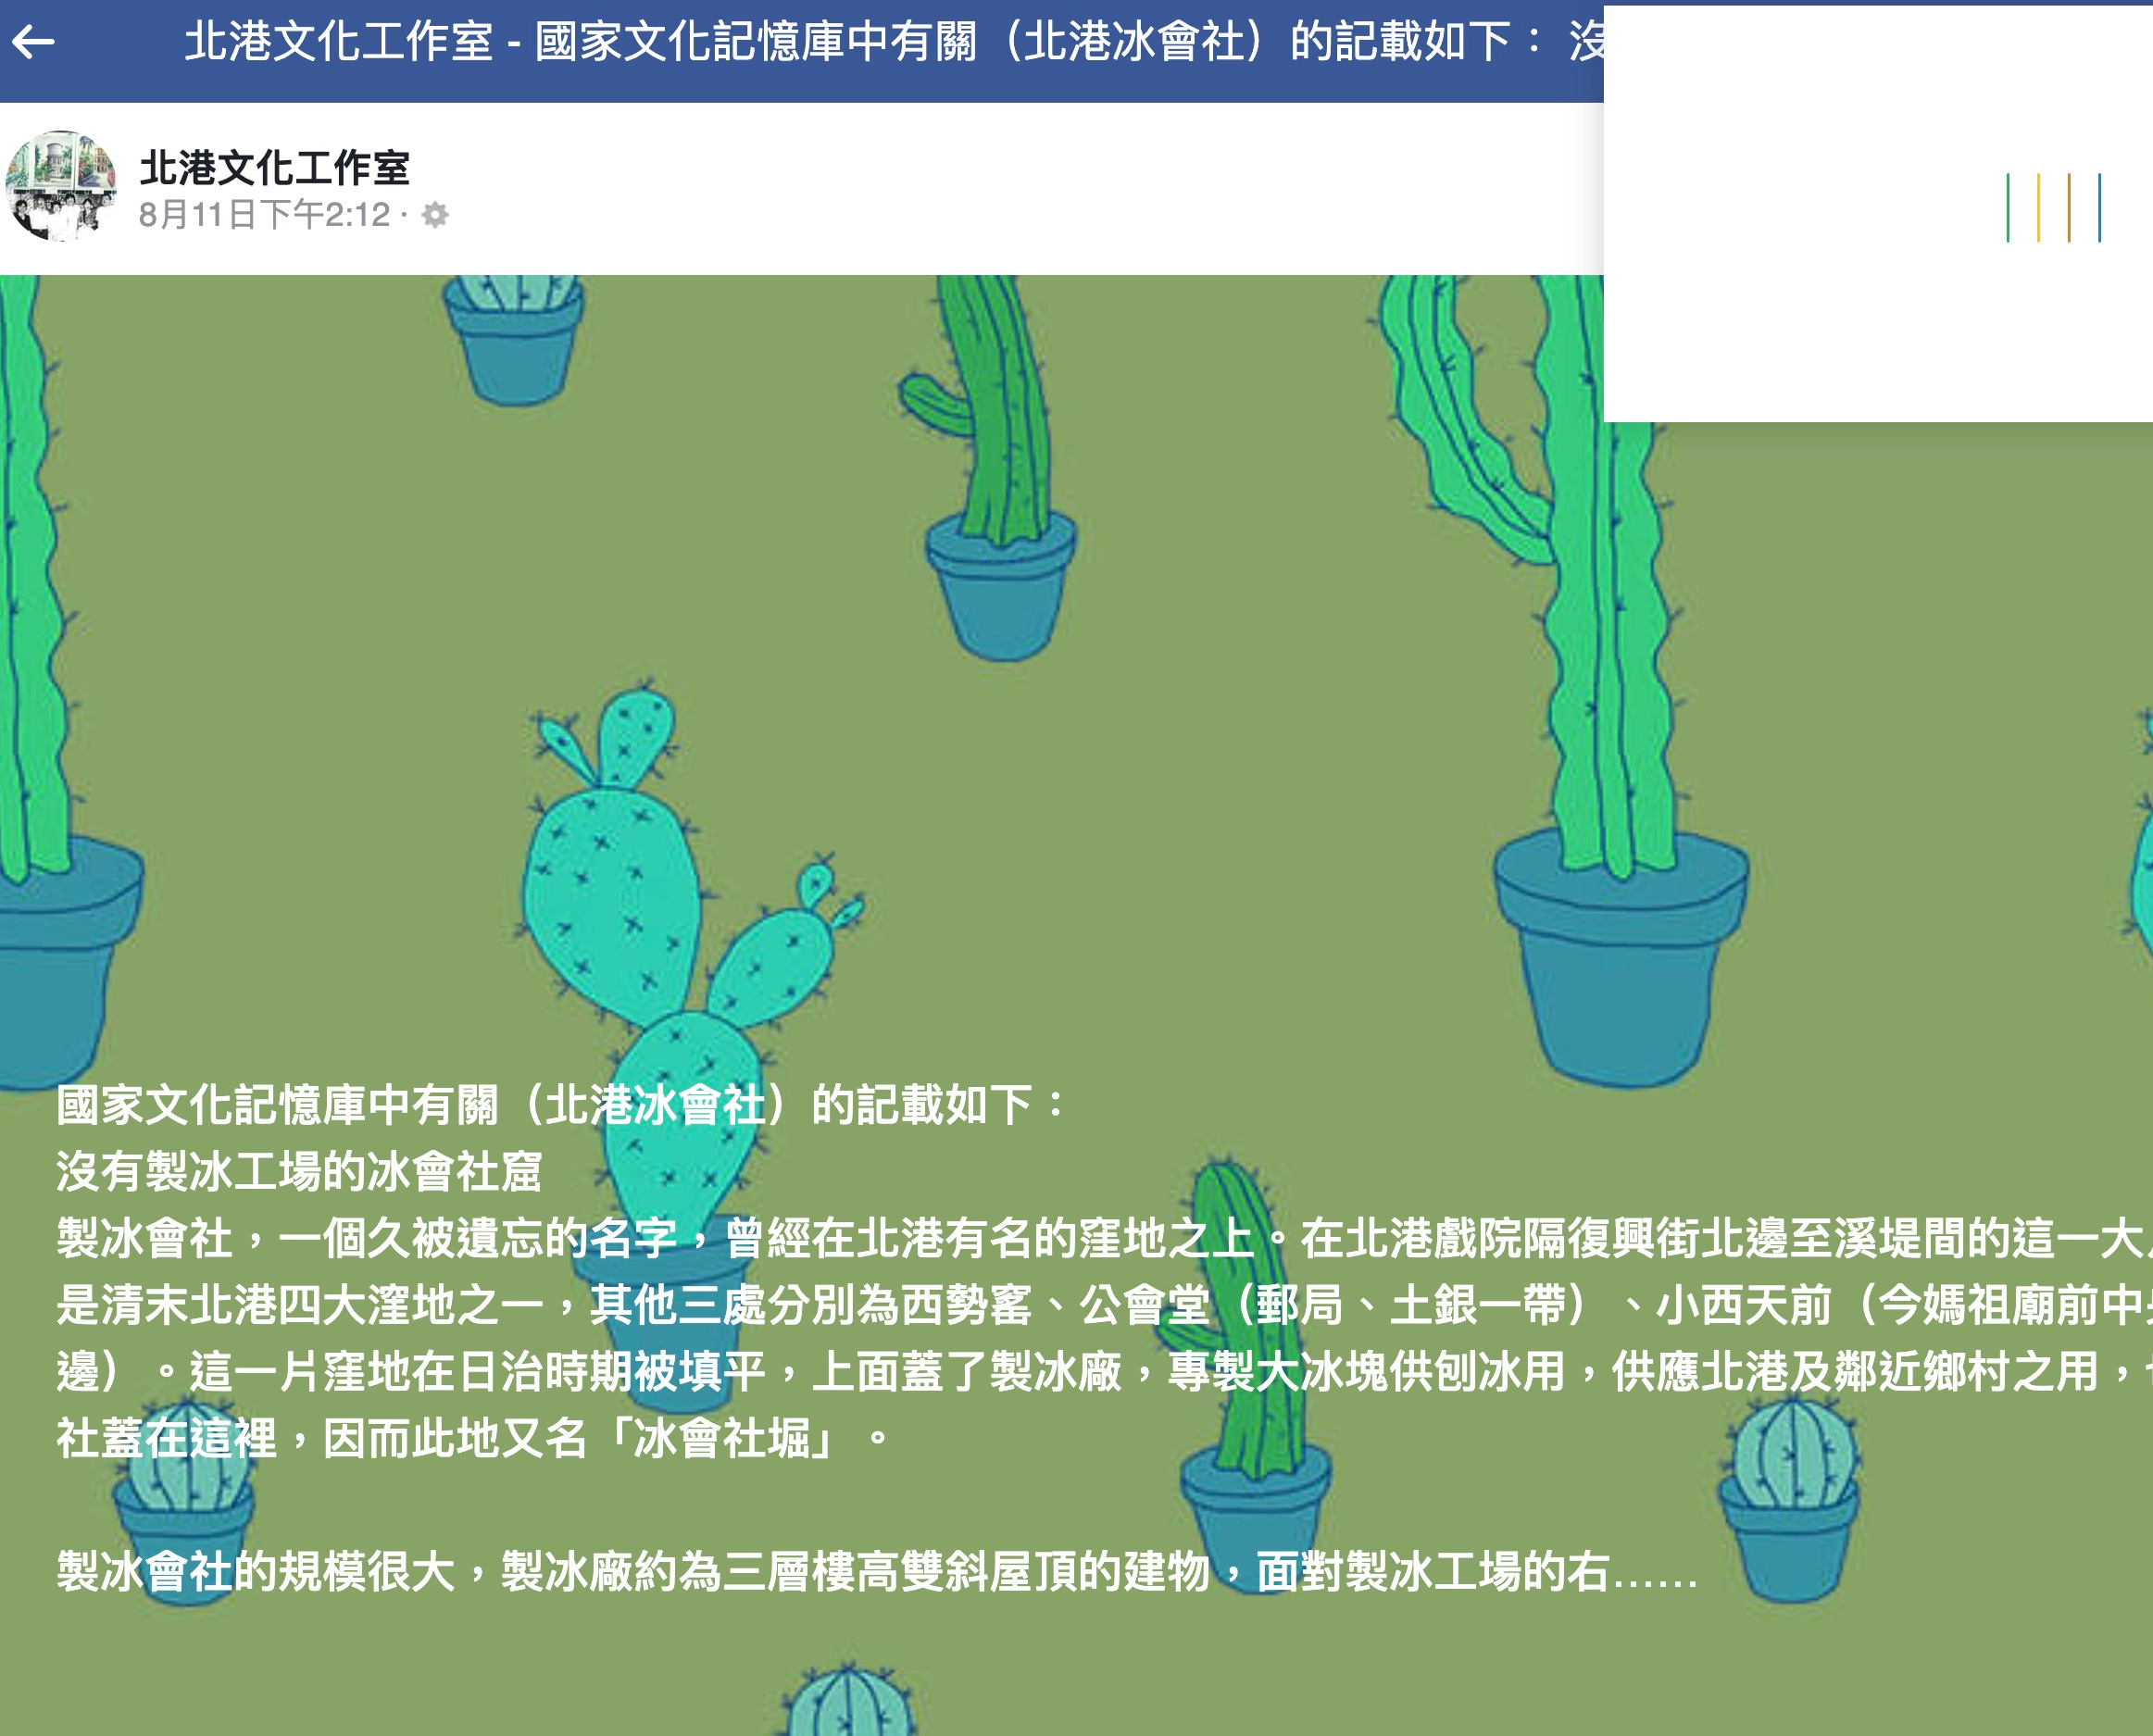 北港文化工作室 - 國家文化記憶庫中有關（北港冰會社）的記載如下： 沒
北港文化工作室
8月11日下午2:12 ·
國家文化記憶庫中有關（北港冰會社）的記載如下：
沒有製冰工場的冰會社窟
製冰會社，一個久被遺忘的名字，曾經在北港有名的窪地之上。在北港戲院隔復興街北邊至溪堤間的這一大
是清末北港四大漥地之一，其他三處分別為西勢窰、公會堂（郵局、土銀一帶）、小西天前（今媽祖廟前中
邊）。這一片窪地在日治時期被填平，上面蓋了製冰廠，專製大冰塊供刨冰用，供應北港及鄰近鄉村之用，
社蓋在這裡，因而此地又名「冰會社堀」。
製冰會社的規模很大，製冰廠約為三層樓高雙斜屋頂的建物，面對製冰工場的右......